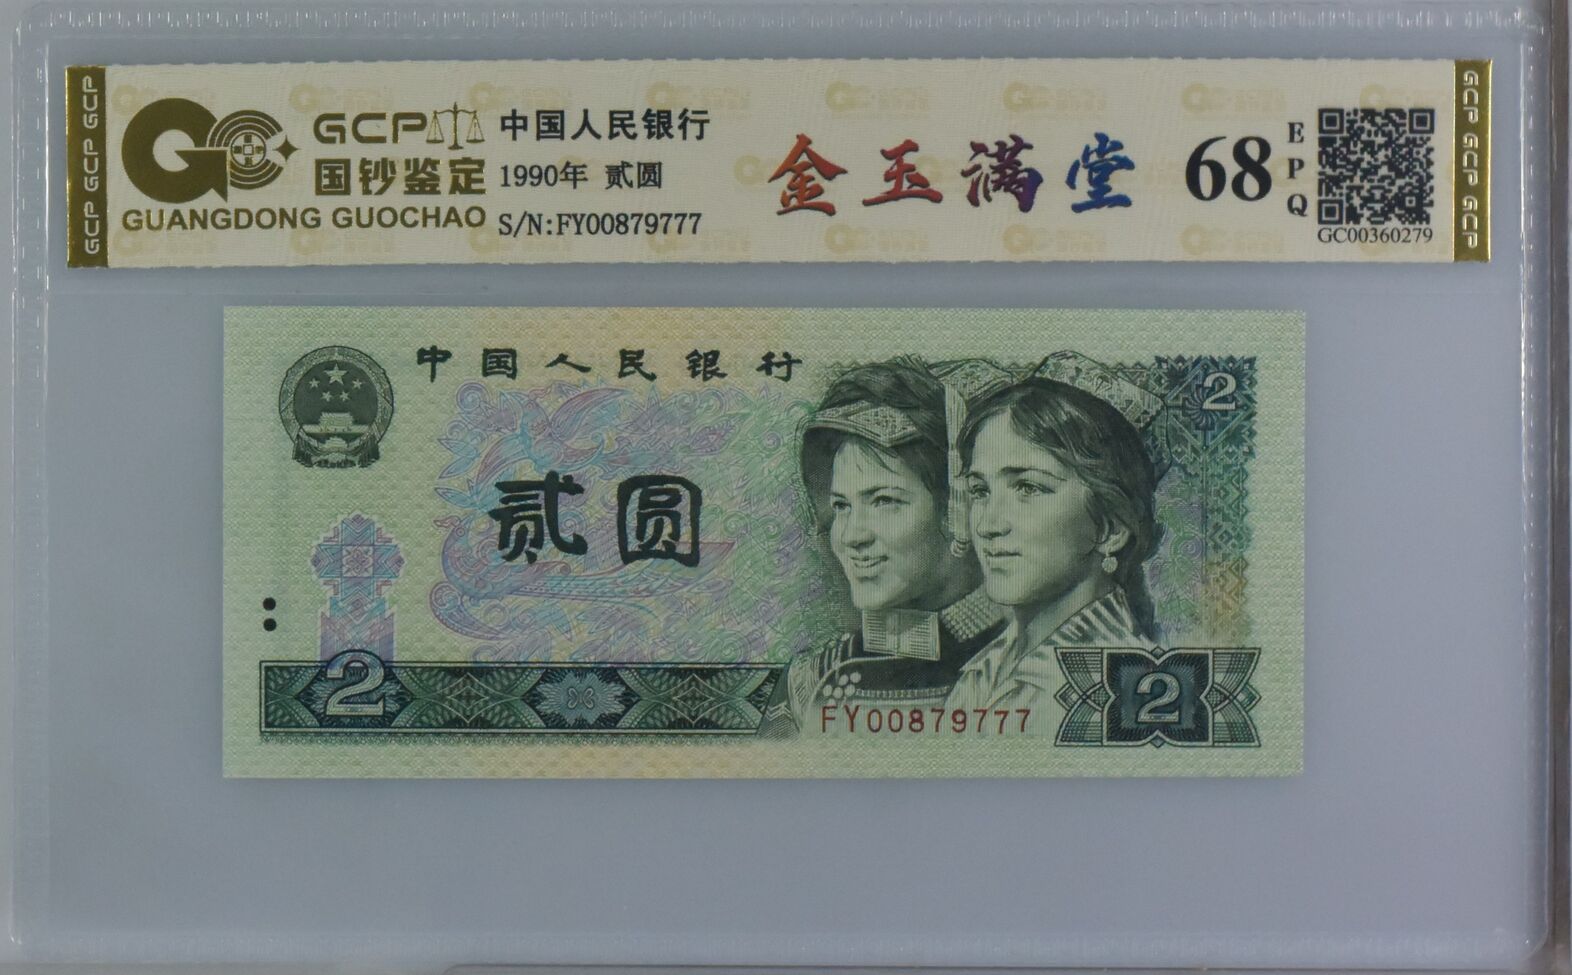 GCP GCP GCP
GCP
国钞鉴定
GUANGDONG GUOCHAO
中国人民银行
1990年 贰圆
S/N:FY00879777
金玉满堂
68
EPQ
GC00360279
GCP GCP GCP
中国人民银行
2
贰圆
2
FY00879777
2